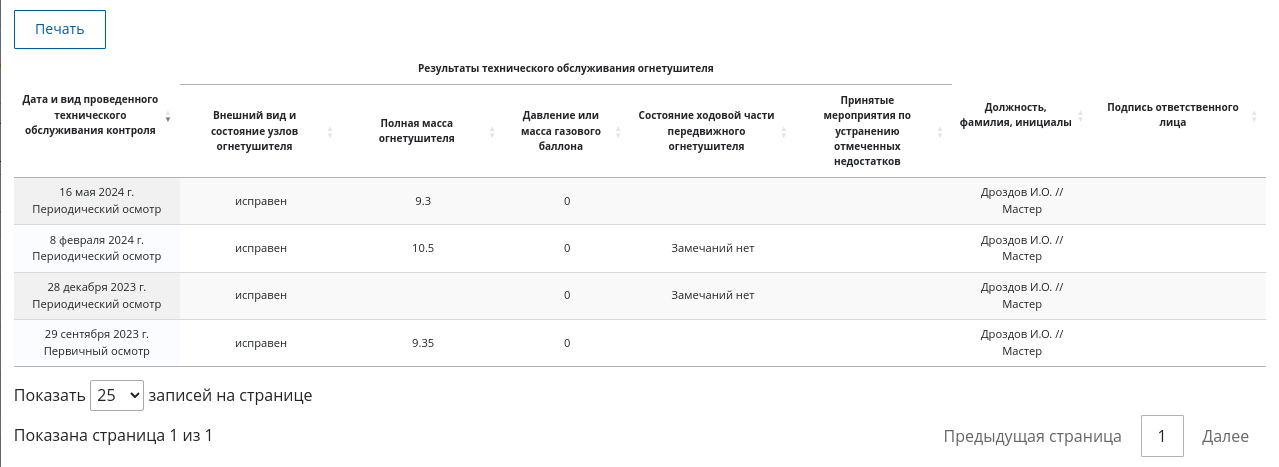 Печать
Результаты технического обслуживания огнетушителя
Дата и вид проведенного
технического
обслуживания контроля
Внешний вид и
состояние узлов
огнетушителя
Полная масса
огнетушителя
Давление или
масса газового
баллона
Состояние ходовой части
передвижного
огнетушителя
Принятые
мероприятия по
устранению
отмеченных
недостатков
Должность,
фамилия, инициалы
Подпись ответственного
лица
16 мая 2024 г.
Периодический осмотр
исправен
9.3
0
Дроздов И.О. //
Мастер
8 февраля 2024 г.
Периодический осмотр
исправен
10.5
0
Замечаний нет
Дроздов И.О. //
Мастер
28 декабря 2023 г.
Периодический осмотр
исправен
0
Замечаний нет
Дроздов И.О. //
Мастер
29 сентября 2023 г.
Первичный осмотр
исправен
9.35
0
Дроздов И.О. //
Мастер
Показать 25 записей на странице
Показана страница 1 из 1
Предыдущая страница 1 Далее